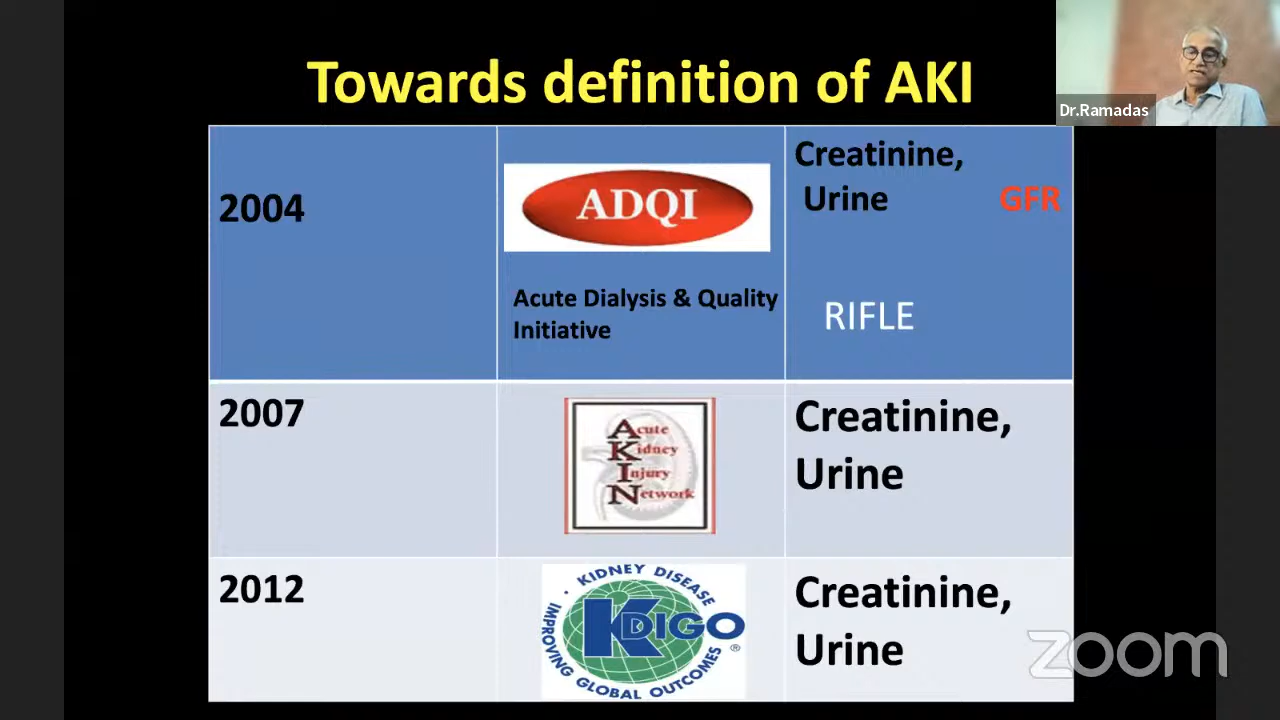 Towards definition of AKI
Dr.Ramadas
2004
ADQI
Acute Dialysis & Quality
Initiative
Creatinine,
Urine GFR
RIFLE
2007
Acute
Kidney
Injury
Network
Creatinine,
Urine
2012
KIDNEY DISEASE
KDIGO
IMPROVING GLOBAL OUTCOMES
®
Creatinine,
Urine
zoom